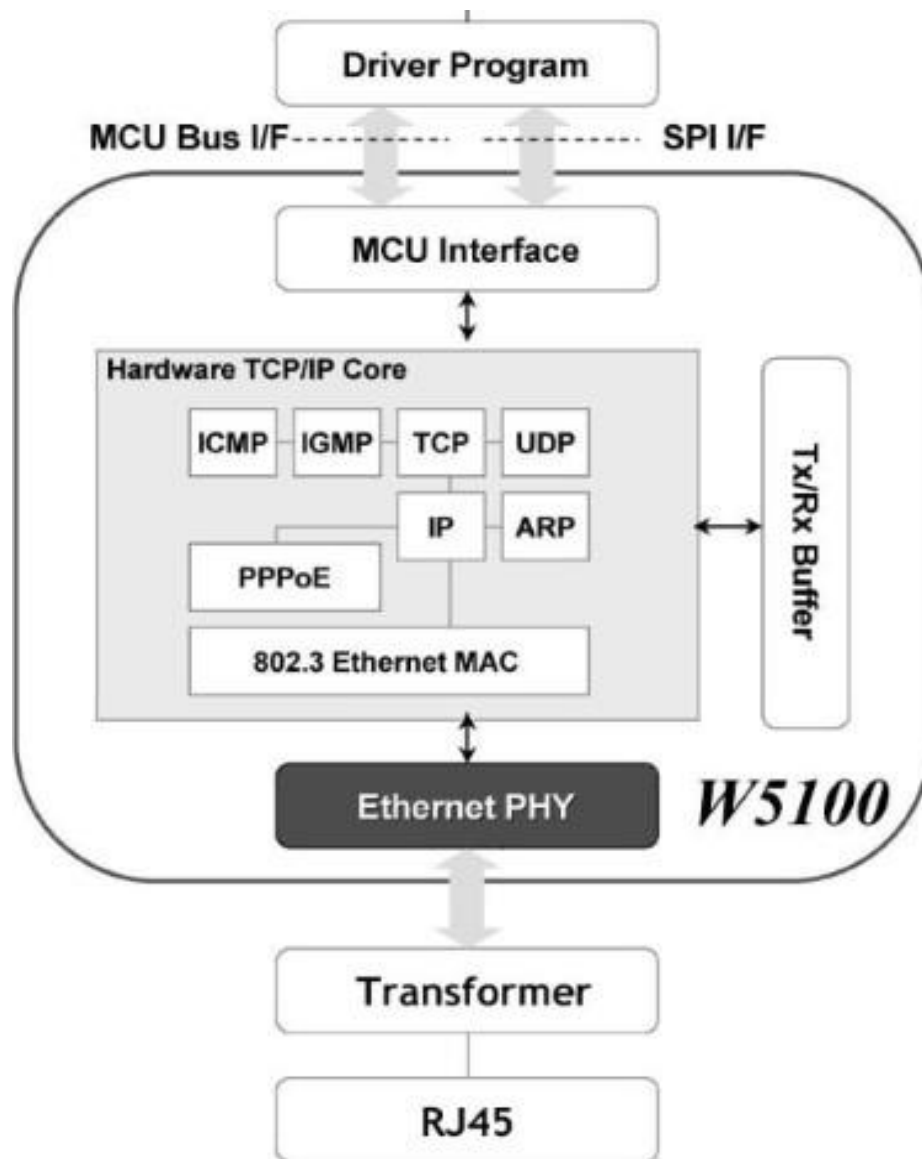 Driver Program
MCU Bus I/F
SPI I/F
MCU Interface
Hardware TCP/IP Core
ICMP
IGMP
TCP
UDP
IP
ARP
PPPoE
802.3 Ethernet MAC
Tx/Rx Buffer
Ethernet PHY
W5100
Transformer
RJ45